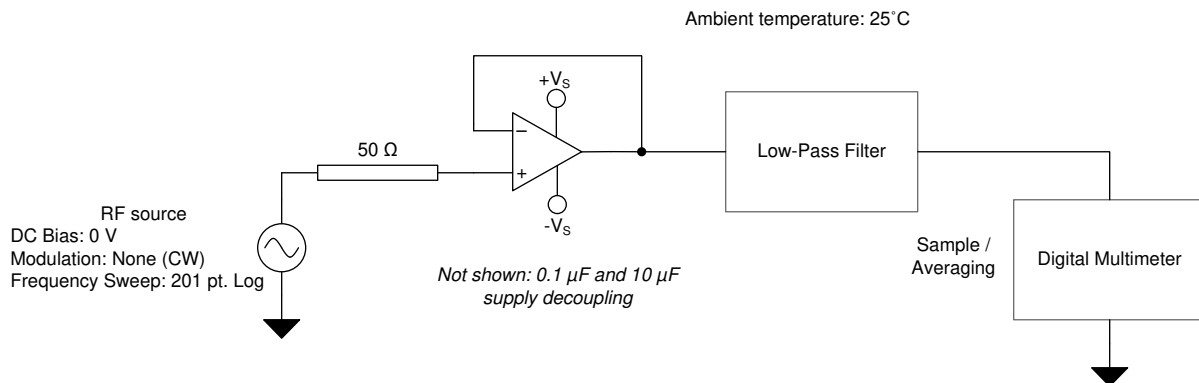 Ambient temperature: 25˚C
+VS
50 Ω
−
+
-VS
Low-Pass Filter
RF source
DC Bias: 0 V
Modulation: None (CW)
Frequency Sweep: 201 pt. Log
Not shown: 0.1 µF and 10 µF
supply decoupling
Sample /
Averaging
Digital Multimeter